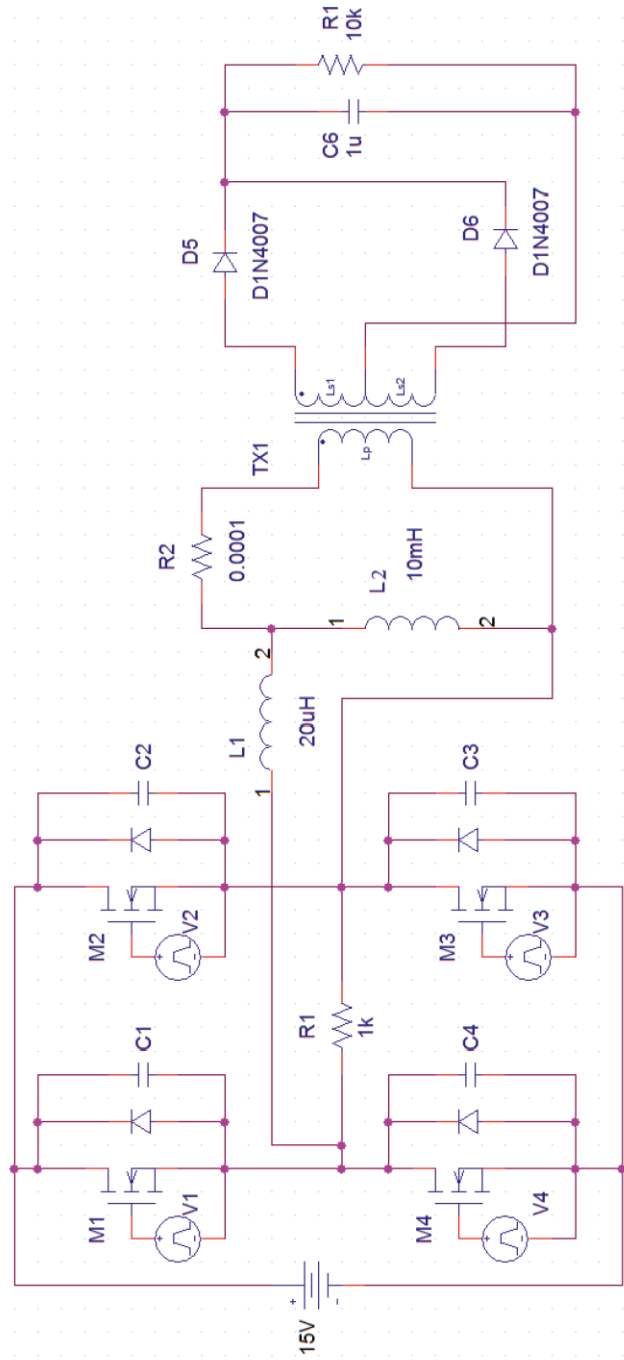 15V
+
-
M1
V1
+
-
C1
M4
V4
+
-
C4
R1
1k
M2
V2
+
-
C2
M3
V3
+
-
C3
L1
1
2
20uH
R2
0.0001
L2
1
2
10mH
TX1
Lp
Ls1
Ls2
D5
D1N4007
D6
D1N4007
C6
1u
R1
10k